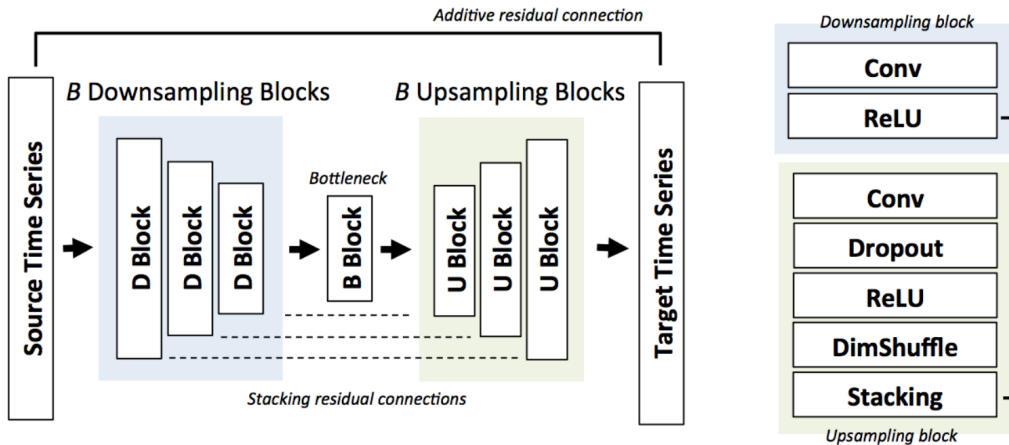 Additive residual connection
Source Time Series
B Downsampling Blocks
D Block
D Block
D Block
Bottleneck
B Block
B Upsampling Blocks
U Block
U Block
U Block
Target Time Series
Stacking residual connections
Downsampling block
Conv
ReLU
Conv
Dropout
ReLU
DimShuffle
Stacking
Upsampling block